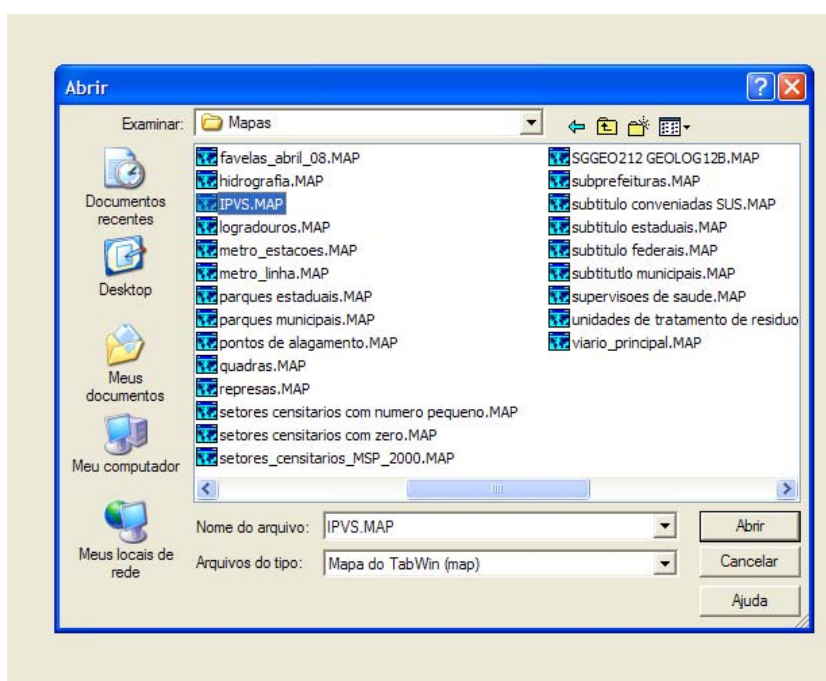 Abrir
Examinar:
Mapas
Documentos
recentes
Desktop
Meus
documentos
Meu computador
Meus locais de
rede
favelas_abril_08.MAP
hidrografia.MAP
IPVS.MAP
logradouros.MAP
metro_estacoes.MAP
metro_linha.MAP
parques estaduais.MAP
parques municipais.MAP
pontos de alagamento.MAP
quadras.MAP
represas.MAP
setores censitarios com numero pequeno.MAP
setores censitarios com zero.MAP
setores_censitarios_MSP_2000.MAP
SGGEO212 GEOLOG12B.MAP
subprefeituras.MAP
subtitulo conveniadas SUS.MAP
subtitulo estaduais.MAP
subtitulo federais.MAP
subtitutlo municipais.MAP
supervisoes de saude.MAP
unidades de tratamento de residuo
viario_principal.MAP
Nome do arquivo:
IPVS.MAP
Abrir
Arquivos do tipo:
Mapa do TabWin (map)
Cancelar
Ajuda